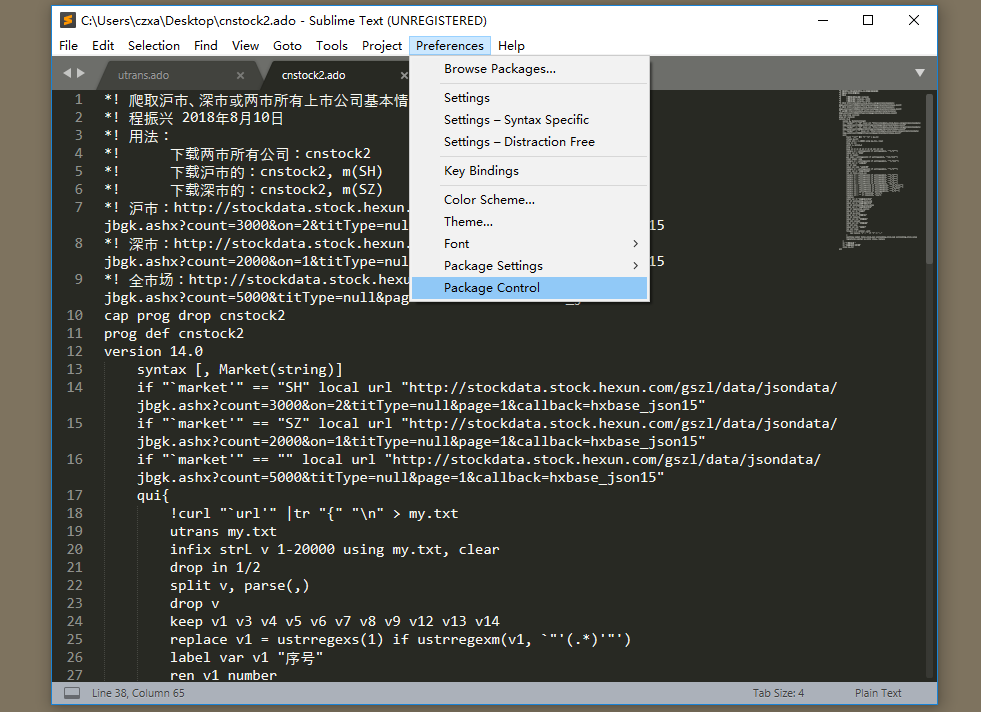 C:\Users\czxa\Desktop\cnstock2.ado - Sublime Text (UNREGISTERED)
File Edit Selection Find View Goto Tools Project Preferences Help
utrans.ado × cnstock2.ado ×
Browse Packages...
Settings
Settings – Syntax Specific
Settings – Distraction Free
Key Bindings
Color Scheme...
Theme...
Font
Package Settings
Package Control
1 *! 爬取沪市、深市或两市所有上市公司基本情
2 *! 程振兴 2018年8月10日
3 *! 用法：
4 *! 下载两市所有公司：cnstock2
5 *! 下载沪市的：cnstock2, m(SH)
6 *! 下载深市的：cnstock2, m(SZ)
7 *! 沪市：http://stockdata.stock.hexun.
jbgk.ashx?count=3000&on=2&titType=nul 15
8 *! 深市：http://stockdata.stock.hexun.
jbgk.ashx?count=2000&on=1&titType=nul 15
9 *! 全市场：http://stockdata.stock.hexu
jbgk.ashx?count=5000&titType=null&pag
10 cap prog drop cnstock2
11 prog def cnstock2
12 version 14.0
13 syntax [, Market(string)]
14 if "`market'" == "SH" local url "http://stockdata.stock.hexun.com/gszl/data/jsondata/
jbgk.ashx?count=3000&on=2&titType=null&page=1&callback=hxbase_json15"
15 if "`market'" == "SZ" local url "http://stockdata.stock.hexun.com/gszl/data/jsondata/
jbgk.ashx?count=2000&on=1&titType=null&page=1&callback=hxbase_json15"
16 if "`market'" == "" local url "http://stockdata.stock.hexun.com/gszl/data/jsondata/
jbgk.ashx?count=5000&titType=null&page=1&callback=hxbase_json15"
17 qui{
18 !curl "`url'" |tr "{" "\n" > my.txt
19 utrans my.txt
20 infix strL v 1-20000 using my.txt, clear
21 drop in 1/2
22 split v, parse(,)
23 drop v
24 keep v1 v3 v4 v5 v6 v7 v8 v9 v12 v13 v14
25 replace v1 = ustrregexs(1) if ustrregexm(v1, `"'(.*)'"')
26 label var v1 "序号"
27 ren v1 number
Line 38, Column 65 Tab Size: 4 Plain Text